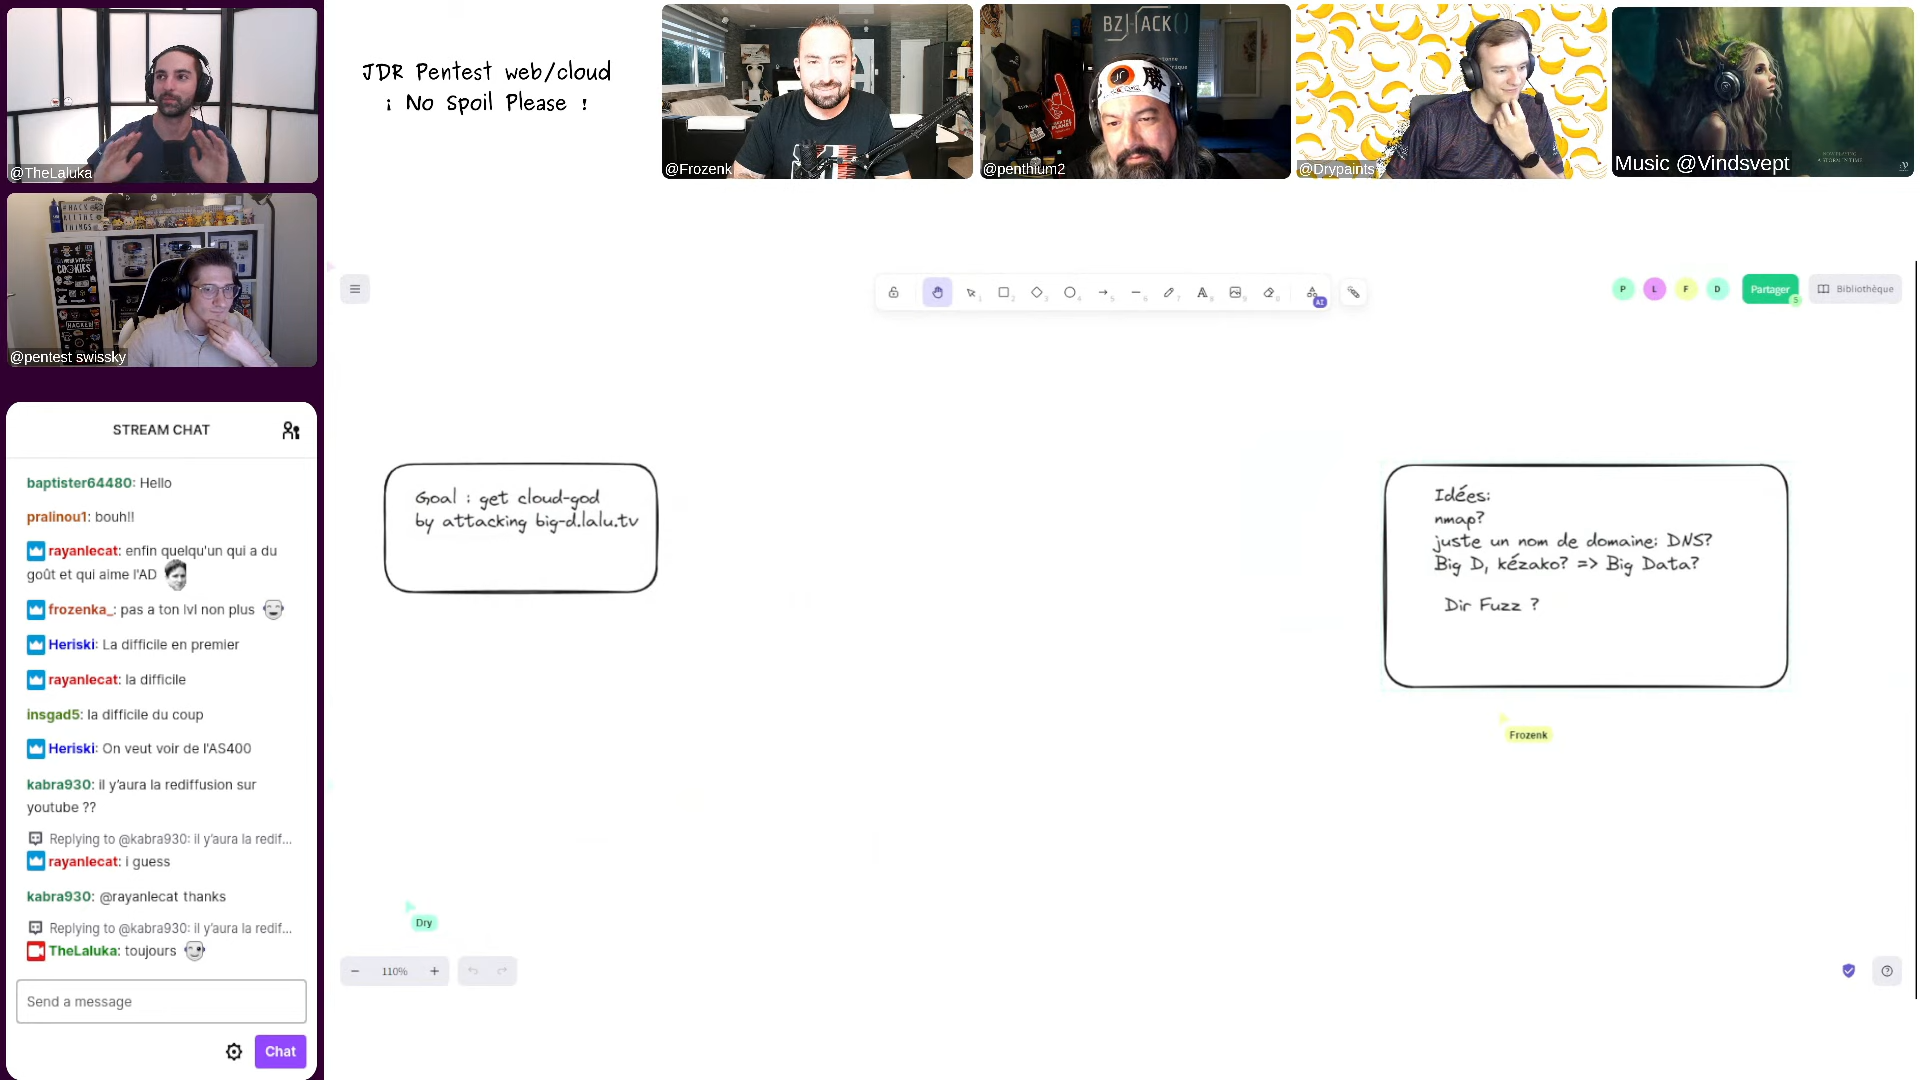 @TheLaluka
JDR Pentest web/cloud
¡ No Spoil Please !
@Frozenk
BZHACK()
@penthium2
@Drypaints
Music @Vindsvept
@pentest swissky
Partager
Bibliothèque
P
L
F
D
5
AI
Goal : get cloud-god
by attacking big-d.lalu.tv
Idées:
nmap?
juste un nom de domaine: DNS?
Big D, kézako? => Big Data?
Dir Fuzz ?
Frozenk
Dry
110%
STREAM CHAT
baptister64480: Hello
pralinou1: bouh!!
rayanlecat: enfin quelqu'un qui a du
goût et qui aime l'AD
frozenka_: pas a ton lvl non plus
Heriski: La difficile en premier
rayanlecat: la difficile
insgad5: la difficile du coup
Heriski: On veut voir de l'AS400
kabra930: il y'aura la rediffusion sur
youtube ??
Replying to @kabra930: il y'aura la redif...
rayanlecat: i guess
kabra930: @rayanlecat thanks
Replying to @kabra930: il y'aura la redif...
TheLaluka: toujours
Send a message
Chat